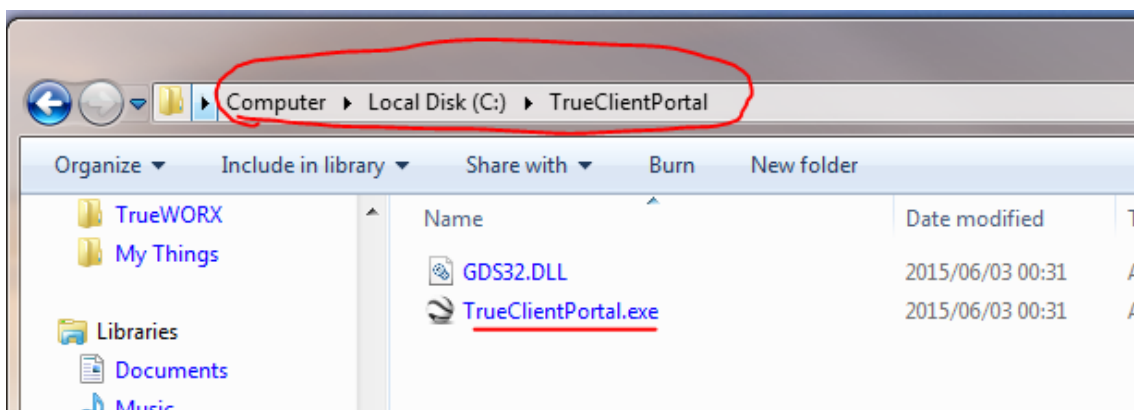 Computer Local Disk (C:) TrueClientPortal
Organize Include in library Share with Burn New folder
TrueWORX
My Things
Libraries
Documents
Music
Name Date modified
GDS32.DLL 2015/06/03 00:31
TrueClientPortal.exe 2015/06/03 00:31